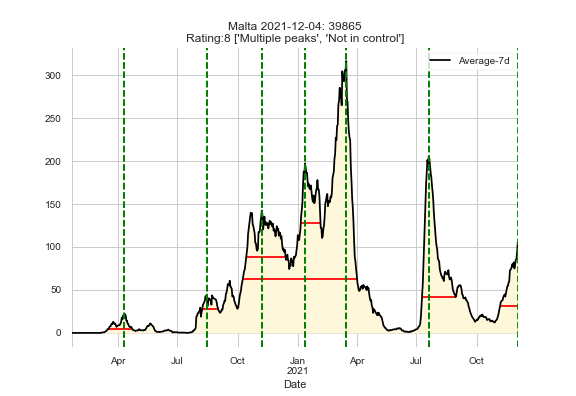 Malta 2021-12-04: 39865
Rating:8 ['Multiple peaks', 'Not in control']
Average-7d
300
250
200
150
100
50
0
Apr Jul Oct Jan Apr Jul Oct
2021
Date